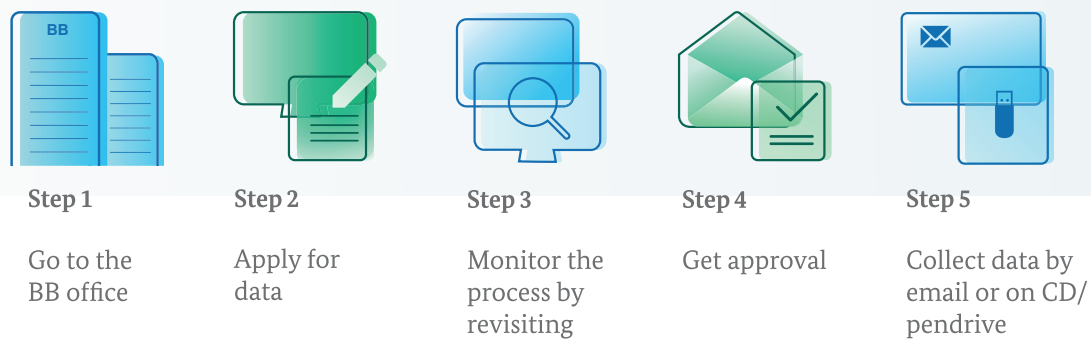 BB
Step 1
Go to the
BB office
Step 2
Apply for
data
Step 3
Monitor the
process by
revisiting
Step 4
Get approval
Step 5
Collect data by
email or on CD/
pendrive